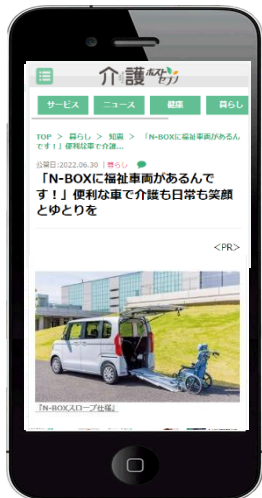 介護ポストセブン
サービス ニュース 健康 暮らし
TOP > 暮らし > 知恵 > 「N-BOXに福祉車両があるん
です！」便利な車で介護...
公開日:2022.06.30 | 暮らし
「N-BOXに福祉車両があるんで
す！」便利な車で介護も日常も笑顔
とゆとりを
<PR>
『N-BOXスロープ仕様』